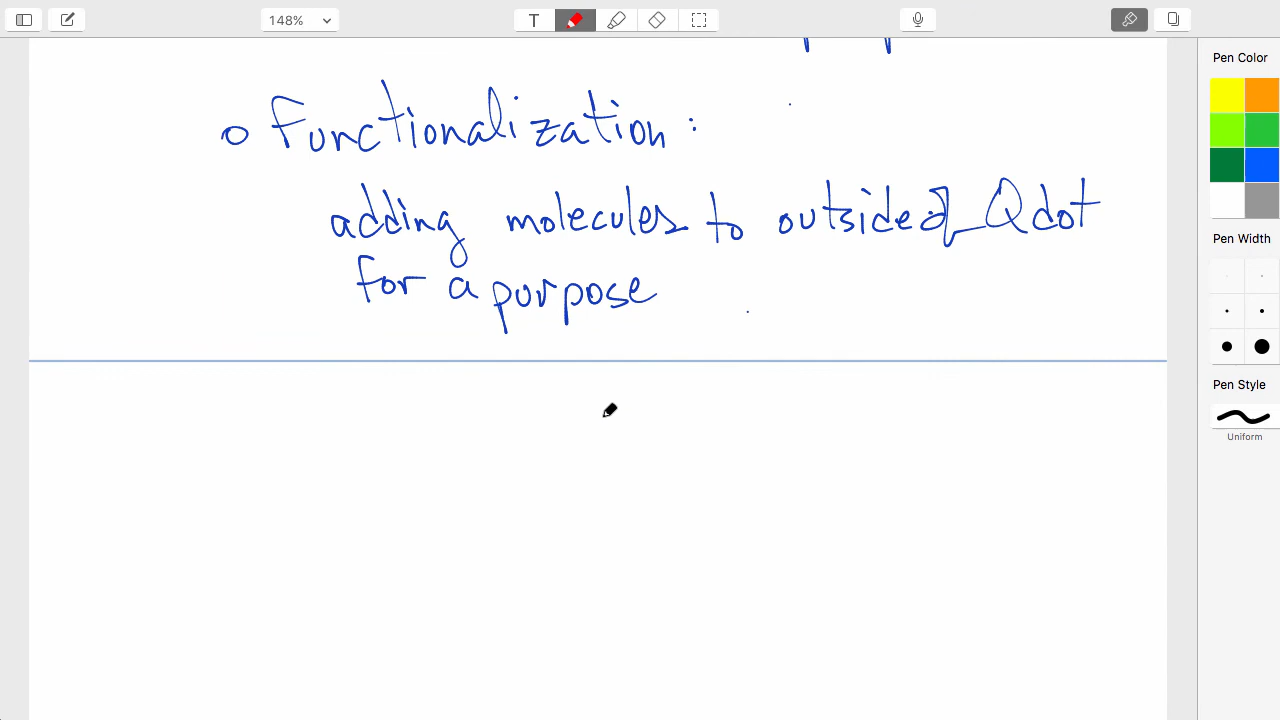 148%
T
Pen Color
o Functionalization:
adding molecules to outside of Qdot
for a purpose
Pen Width
Pen Style
Uniform